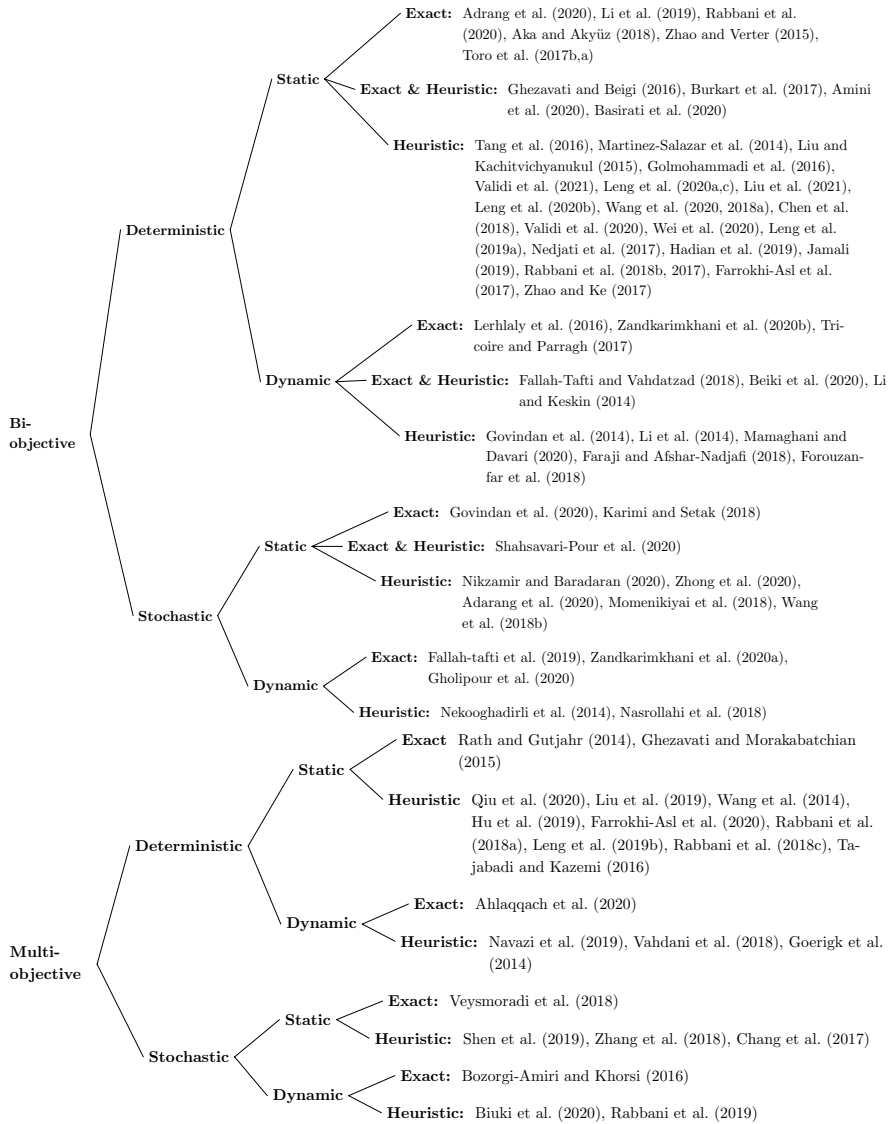 Exact: Adrang et al. (2020), Li et al. (2019), Rabbani et al.
(2020), Aka and Akyüz (2018), Zhao and Verter (2015),
Toro et al. (2017b,a)
Static
Exact & Heuristic: Ghezavati and Beigi (2016), Burkart et al. (2017), Amini
et al. (2020), Basirati et al. (2020)
Heuristic: Tang et al. (2016), Martinez-Salazar et al. (2014), Liu and
Kachitvichyanukul (2015), Golmohammadi et al. (2016),
Validi et al. (2021), Leng et al. (2020a,c), Liu et al. (2021),
Leng et al. (2020b), Wang et al. (2020, 2018a), Chen et al.
(2018), Validi et al. (2020), Wei et al. (2020), Leng et al.
(2019a), Nedjati et al. (2017), Hadian et al. (2019), Jamali
(2019), Rabbani et al. (2018b, 2017), Farrokhi-Asl et al.
(2017), Zhao and Ke (2017)
Deterministic
Exact: Lerhlaly et al. (2016), Zandkarimkhani et al. (2020b), Tri-
coire and Parragh (2017)
Dynamic
Exact & Heuristic: Fallah-Tafti and Vahdatzad (2018), Beiki et al. (2020), Li
and Keskin (2014)
Heuristic: Govindan et al. (2014), Li et al. (2014), Mamaghani and
Davari (2020), Faraji and Afshar-Nadjafi (2018), Forouzan-
far et al. (2018)
Bi-
objective
Exact: Govindan et al. (2020), Karimi and Setak (2018)
Static
Exact & Heuristic: Shahsavari-Pour et al. (2020)
Heuristic: Nikzamir and Baradaran (2020), Zhong et al. (2020),
Adarang et al. (2020), Momenikiyai et al. (2018), Wang
et al. (2018b)
Stochastic
Exact: Fallah-tafti et al. (2019), Zandkarimkhani et al. (2020a),
Gholipour et al. (2020)
Dynamic
Heuristic: Nekooghadirli et al. (2014), Nasrollahi et al. (2018)
Exact Rath and Gutjahr (2014), Ghezavati and Morakabatchian
(2015)
Static
Heuristic Qiu et al. (2020), Liu et al. (2019), Wang et al. (2014),
Hu et al. (2019), Farrokhi-Asl et al. (2020), Rabbani et al.
(2018a), Leng et al. (2019b), Rabbani et al. (2018c), Ta-
jabadi and Kazemi (2016)
Deterministic
Exact: Ahlaqqach et al. (2020)
Dynamic
Heuristic: Navazi et al. (2019), Vahdani et al. (2018), Goerigk et al.
(2014)
Multi-
objective
Exact: Veysmoradi et al. (2018)
Static
Heuristic: Shen et al. (2019), Zhang et al. (2018), Chang et al. (2017)
Stochastic
Exact: Bozorgi-Amiri and Khorsi (2016)
Dynamic
Heuristic: Biuki et al. (2020), Rabbani et al. (2019)